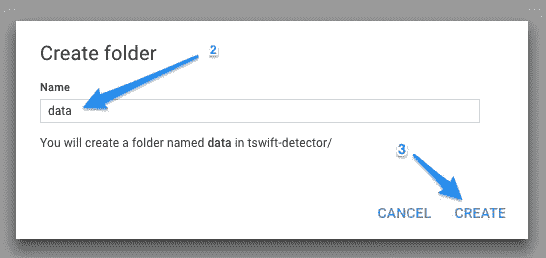 Create folder
2
Name
data
You will create a folder named data in tswift-detector/
3
CANCEL CREATE